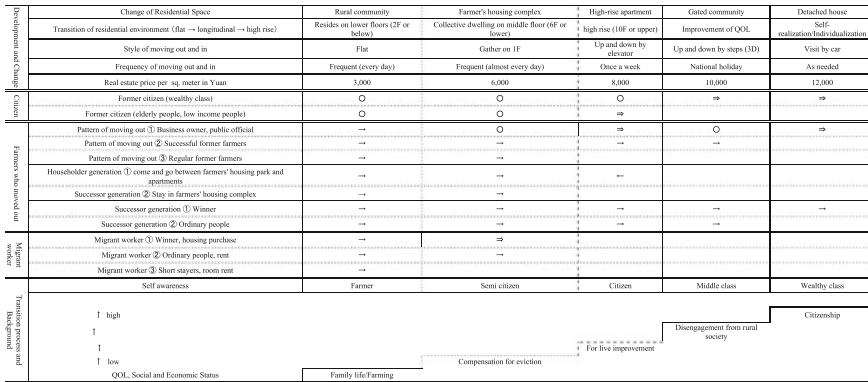 Development and Change
Change of Residential Space Rural community Farmer's housing complex High-rise apartment Gated community Detached house
Transition of residential environment (flat → longitudinal → high rise) Resides on lower floors (2F or below) Collective dwelling on middle floor (6F or lower) high rise (10F or upper) Improvement of QOL Self-realization/Individualization
Style of moving out and in Flat Gather on 1F Up and down by elevator Up and down by steps (3D) Visit by car
Frequency of moving out and in Frequent (every day) Frequent (almost every day) Once a week National holiday As needed
Real estate price per sq. meter in Yuan 3,000 6,000 8,000 10,000 12,000
Citizen
Former citizen (wealthy class) ○ ○ ○ ⇒ ⇒
Former citizen (elderly people, low income people) ○ ○ ⇒
Farmers who moved out
Pattern of moving out ① Business owner, public official → ○ ⇒ ○ ⇒
Pattern of moving out ② Successful former farmers → → → →
Pattern of moving out ③ Regular former farmers → →
Householder generation ① come and go between farmers' housing park and apartments → → ←
Successor generation ② Stay in farmers' housing complex → →
Successor generation ① Winner → → → → →
Successor generation ② Ordinary people → → → →
Migrant worker
Migrant worker ① Winner, housing purchase → ⇒
Migrant worker ② Ordinary people, rent → →
Migrant worker ③ Short stayers, room rent →
Self awareness Farmer Semi citizen Citizen Middle class Wealthy class
Transition process and Background
↑ high Citizenship
↑ Disengagement from rural society
↑ For live improvement
↑ low Compensation for eviction
QOL, Social and Economic Status Family life/Farming